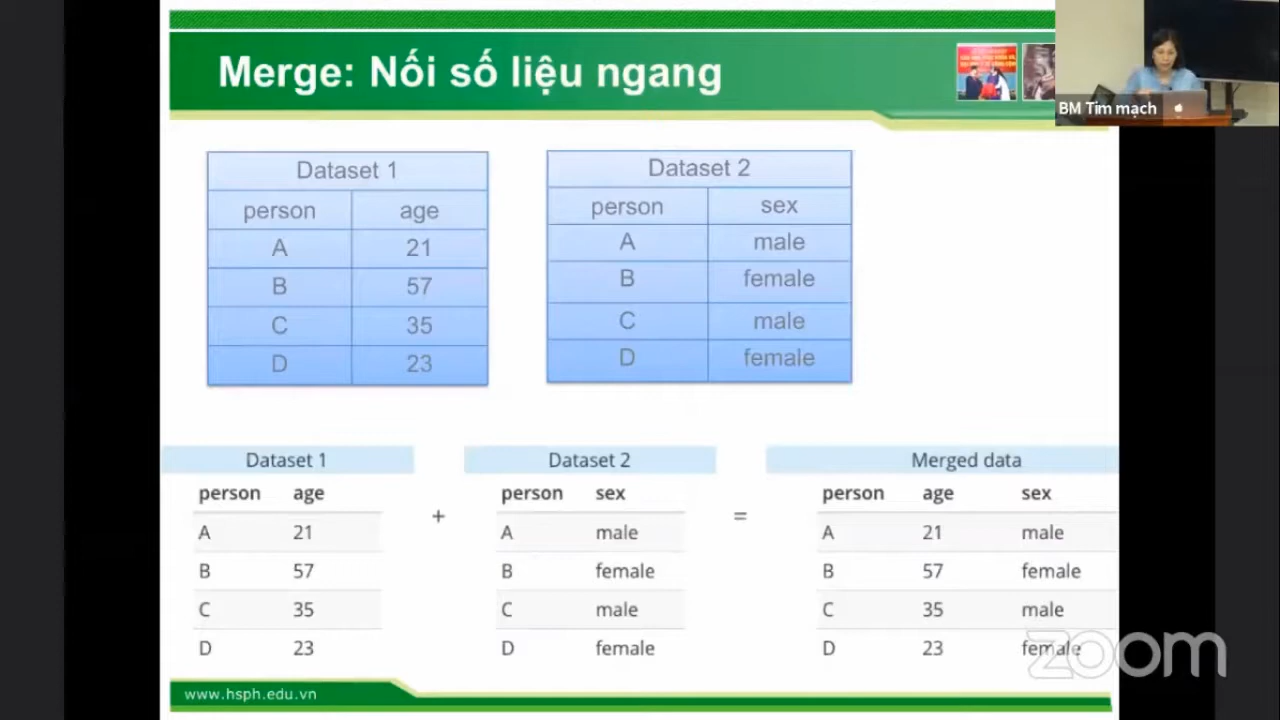 Merge: Nối số liệu ngang
BM Tim mạch
Dataset 1
person age
A 21
B 57
C 35
D 23
Dataset 2
person sex
A male
B female
C male
D female
Dataset 1
person age
A 21
B 57
C 35
D 23
+
Dataset 2
person sex
A male
B female
C male
D female
=
Merged data
person age sex
A 21 male
B 57 female
C 35 male
D 23 female
zoom
www.hsph.edu.vn